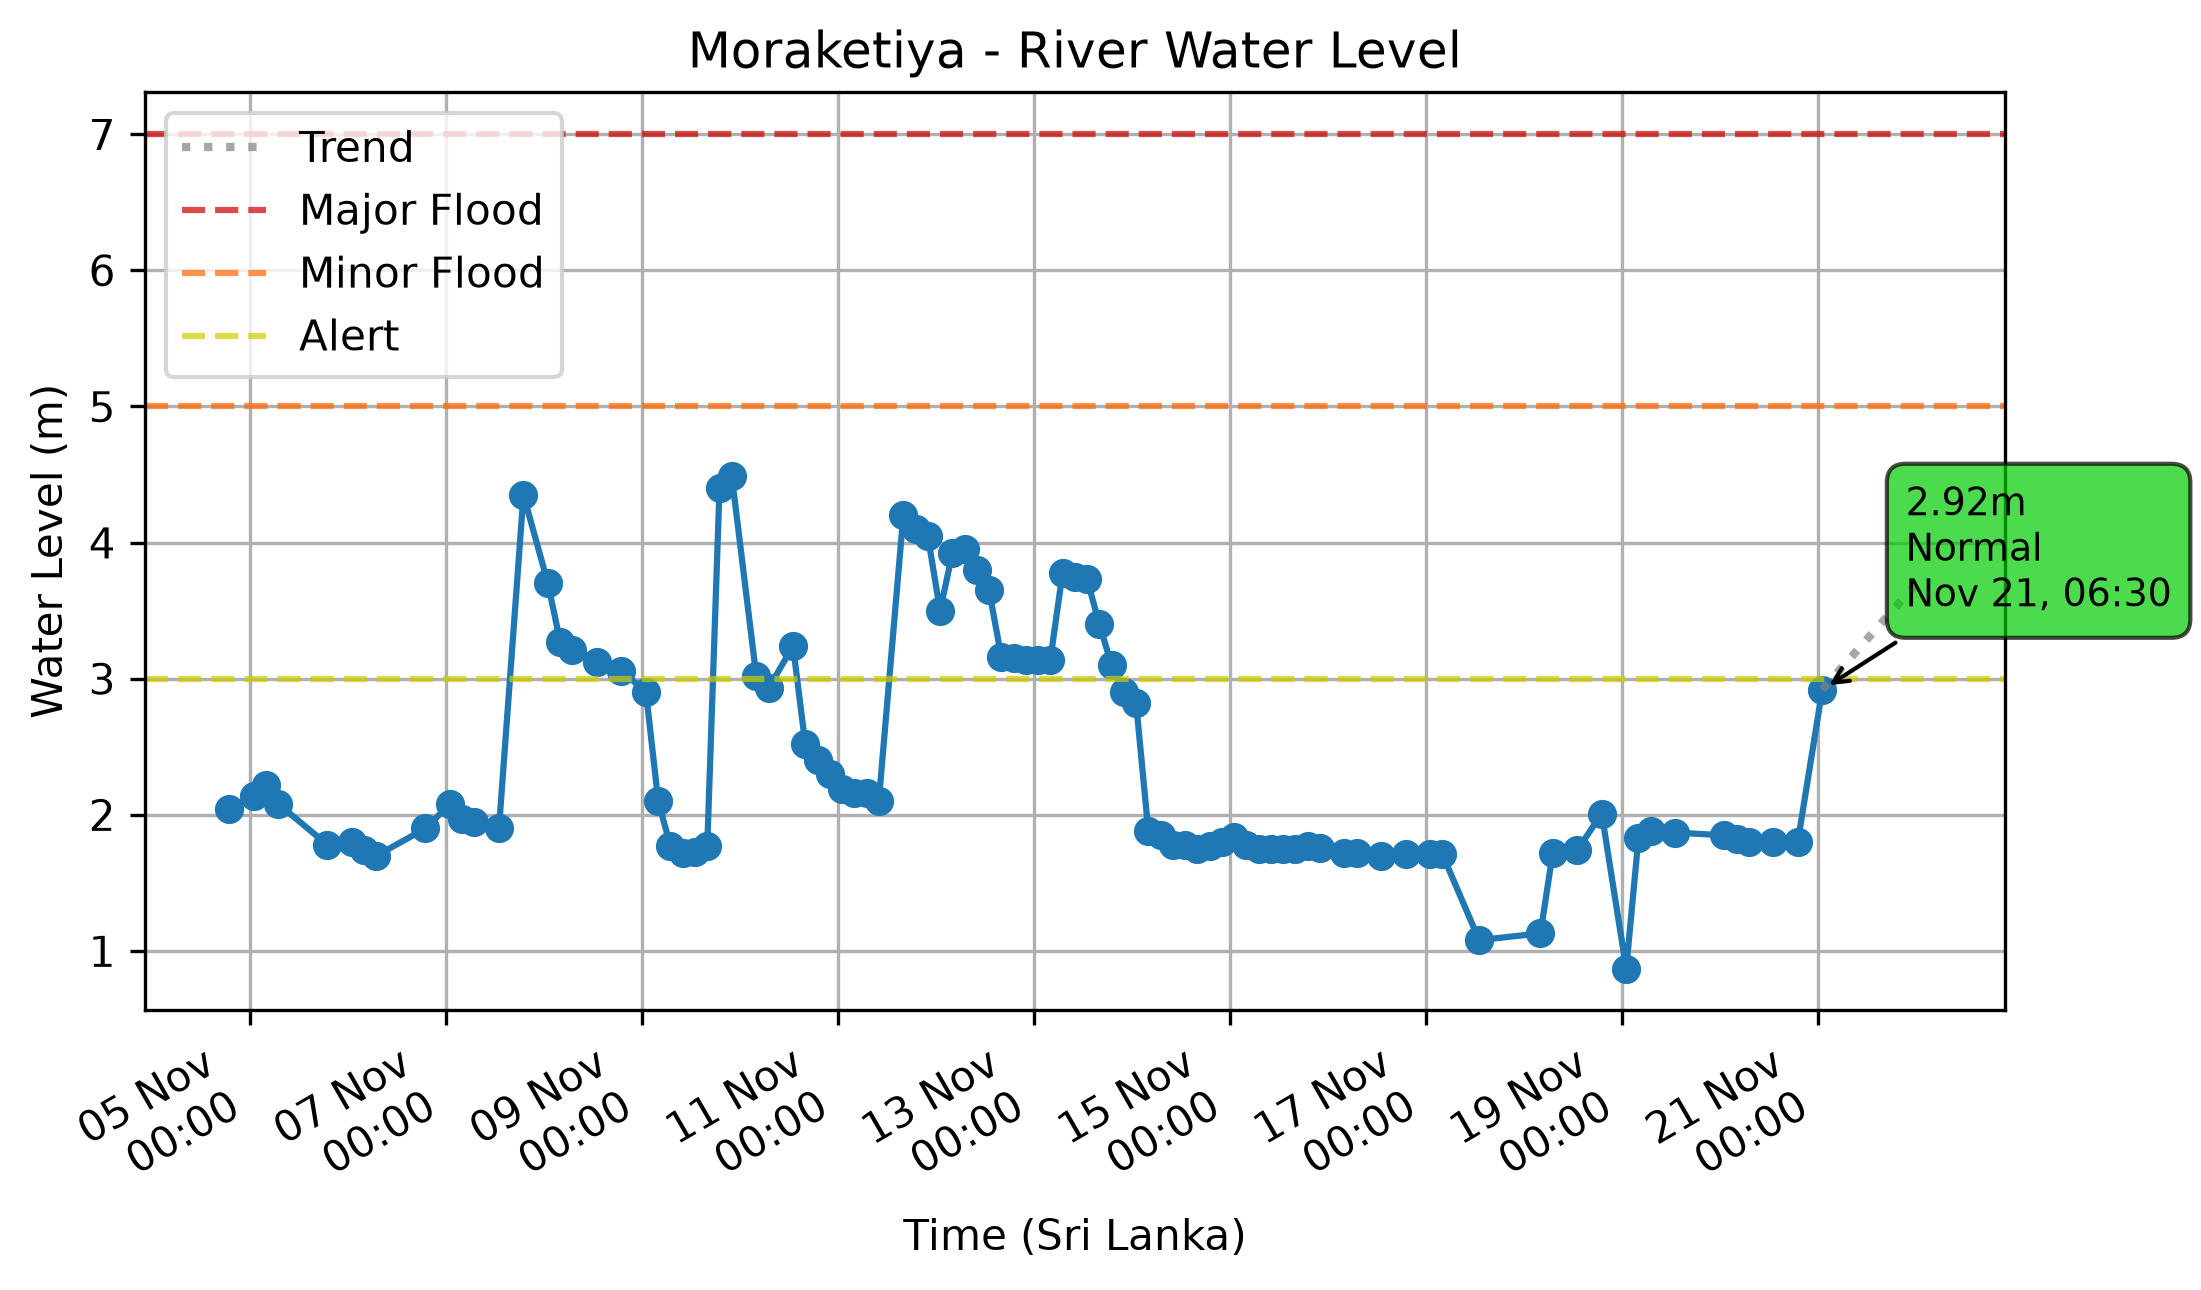 Moraketiya - River Water Level
Trend
Major Flood
Minor Flood
Alert
7
6
5
4
3
2
1
Water Level (m)
2.92m
Normal
Nov 21, 06:30
05 Nov
00:00
07 Nov
00:00
09 Nov
00:00
11 Nov
00:00
13 Nov
00:00
15 Nov
00:00
17 Nov
00:00
19 Nov
00:00
21 Nov
00:00
Time (Sri Lanka)